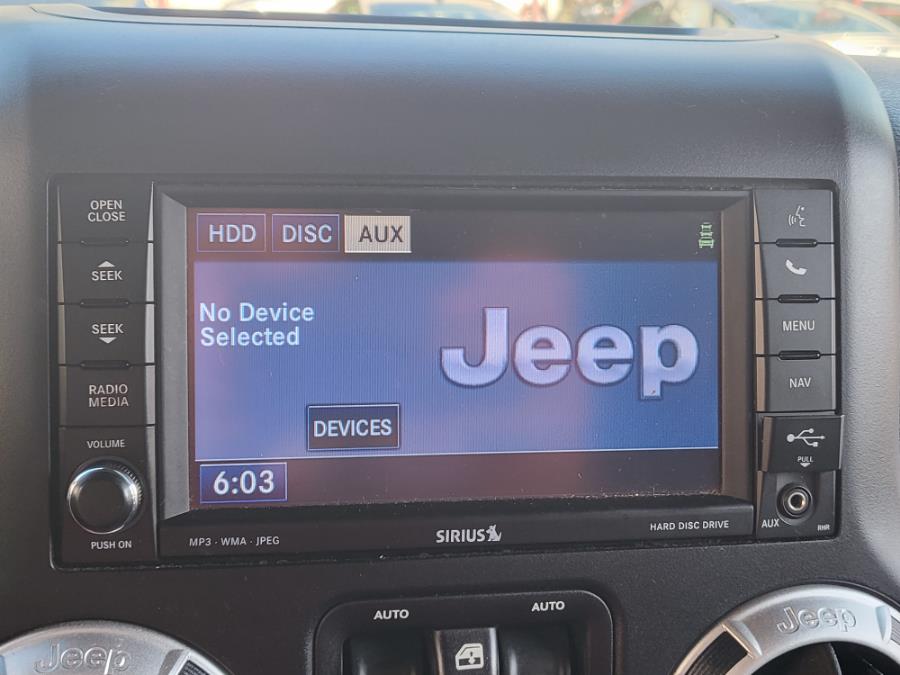 OPEN
CLOSE
SEEK
SEEK
RADIO
MEDIA
VOLUME
PUSH ON
HDD DISC AUX
No Device
Selected
Jeep
DEVICES
6:03
MP3 · WMA · JPEG
SIRIUS
HARD DISC DRIVE
MENU
NAV
PULL
AUX
RHR
AUTO
AUTO
Jeep
Jeep